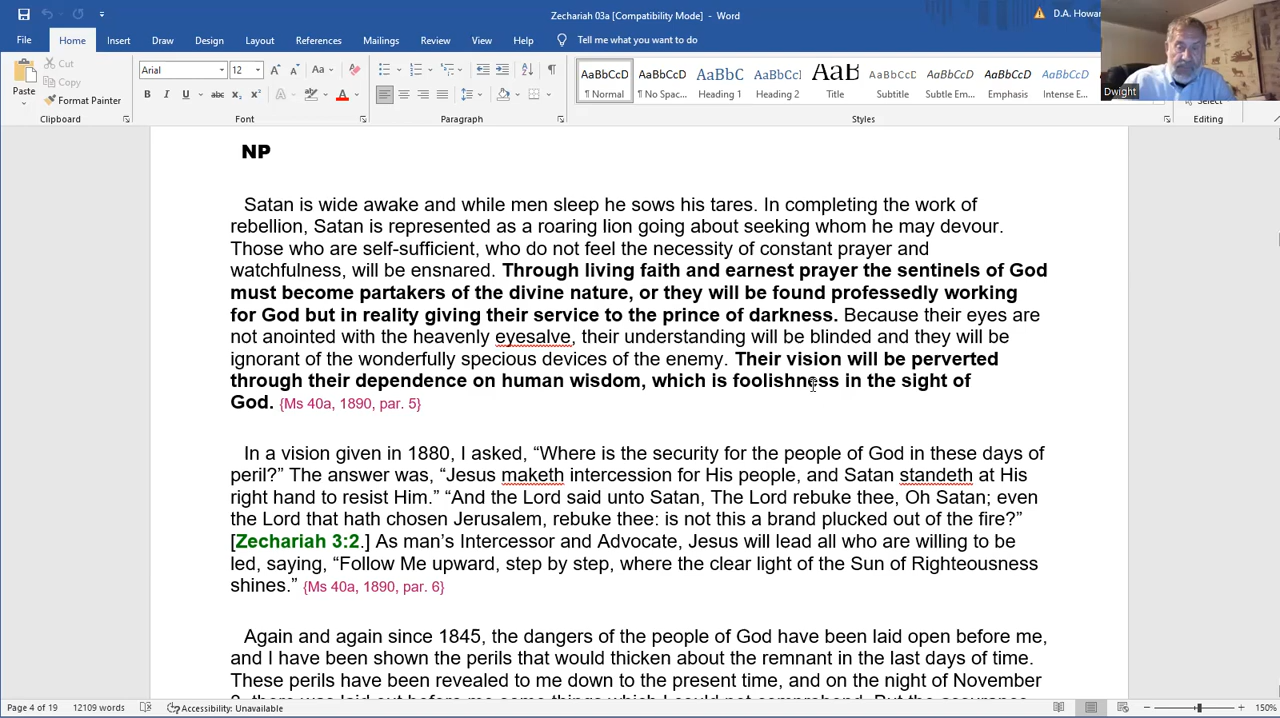 Zechariah 03a [Compatibility Mode] - Word
D.A. Howar
File Home Insert Draw Design Layout References Mailings Review View Help Tell me what you want to do
Paste
Cut
Copy
Format Painter
Clipboard
Arial 12
Font
Paragraph
AaBbCcD AaBbCcD AaBbC AaBbCcl AaB AaBbCcD AaBbCcD AaBbCcD AaBbCcD
¶ Normal ¶ No Spac... Heading 1 Heading 2 Title Subtitle Subtle Em... Emphasis Intense E...
Styles
Dwight
Select
Editing
NP
Satan is wide awake and while men sleep he sows his tares. In completing the work of
rebellion, Satan is represented as a roaring lion going about seeking whom he may devour.
Those who are self-sufficient, who do not feel the necessity of constant prayer and
watchfulness, will be ensnared. Through living faith and earnest prayer the sentinels of God
must become partakers of the divine nature, or they will be found professedly working
for God but in reality giving their service to the prince of darkness. Because their eyes are
not anointed with the heavenly eyesalve, their understanding will be blinded and they will be
ignorant of the wonderfully specious devices of the enemy. Their vision will be perverted
through their dependence on human wisdom, which is foolishness in the sight of
God. {Ms 40a, 1890, par. 5}
In a vision given in 1880, I asked, “Where is the security for the people of God in these days of
peril?” The answer was, “Jesus maketh intercession for His people, and Satan standeth at His
right hand to resist Him.” “And the Lord said unto Satan, The Lord rebuke thee, Oh Satan; even
the Lord that hath chosen Jerusalem, rebuke thee: is not this a brand plucked out of the fire?”
[Zechariah 3:2.] As man’s Intercessor and Advocate, Jesus will lead all who are willing to be
led, saying, “Follow Me upward, step by step, where the clear light of the Sun of Righteousness
shines.” {Ms 40a, 1890, par. 6}
Again and again since 1845, the dangers of the people of God have been laid open before me,
and I have been shown the perils that would thicken about the remnant in the last days of time.
These perils have been revealed to me down to the present time, and on the night of November
there was laid out before me some things which I could not comprehend. But the assurance
Page 4 of 19 12109 words Accessibility: Unavailable 150%